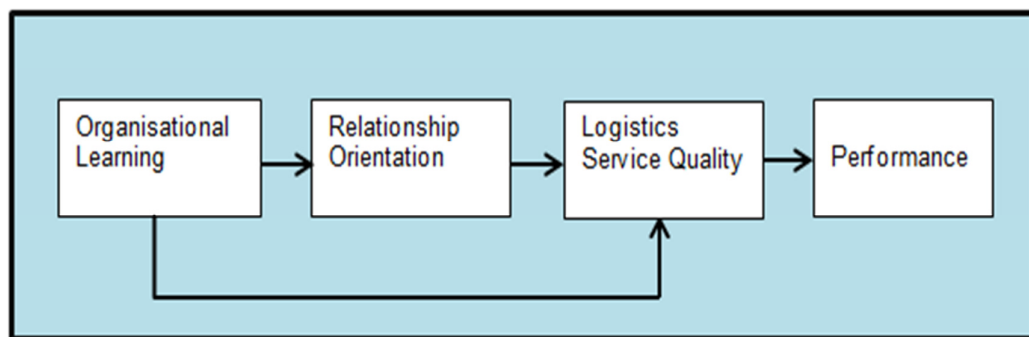 Organisational
Learning
Relationship
Orientation
Logistics
Service Quality
Performance